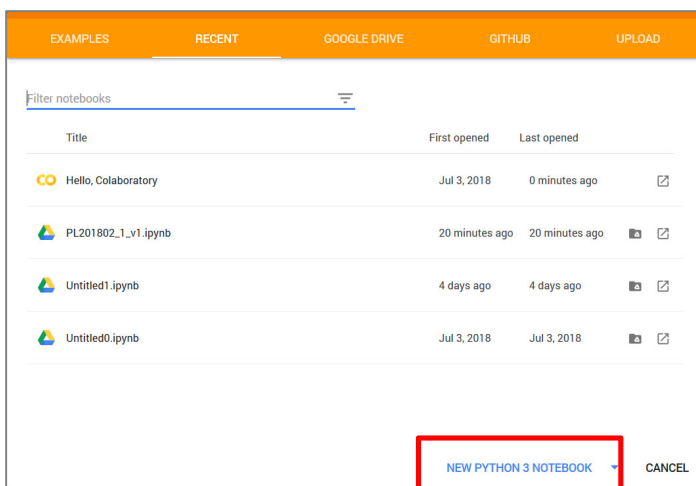 EXAMPLES RECENT GOOGLE DRIVE GITHUB UPLOAD
Filter notebooks
Title First opened Last opened
CO Hello, Colaboratory Jul 3, 2018 0 minutes ago
PL201802_1_v1.ipynb 20 minutes ago 20 minutes ago
Untitled1.ipynb 4 days ago 4 days ago
Untitled0.ipynb Jul 3, 2018 Jul 3, 2018
NEW PYTHON 3 NOTEBOOK CANCEL